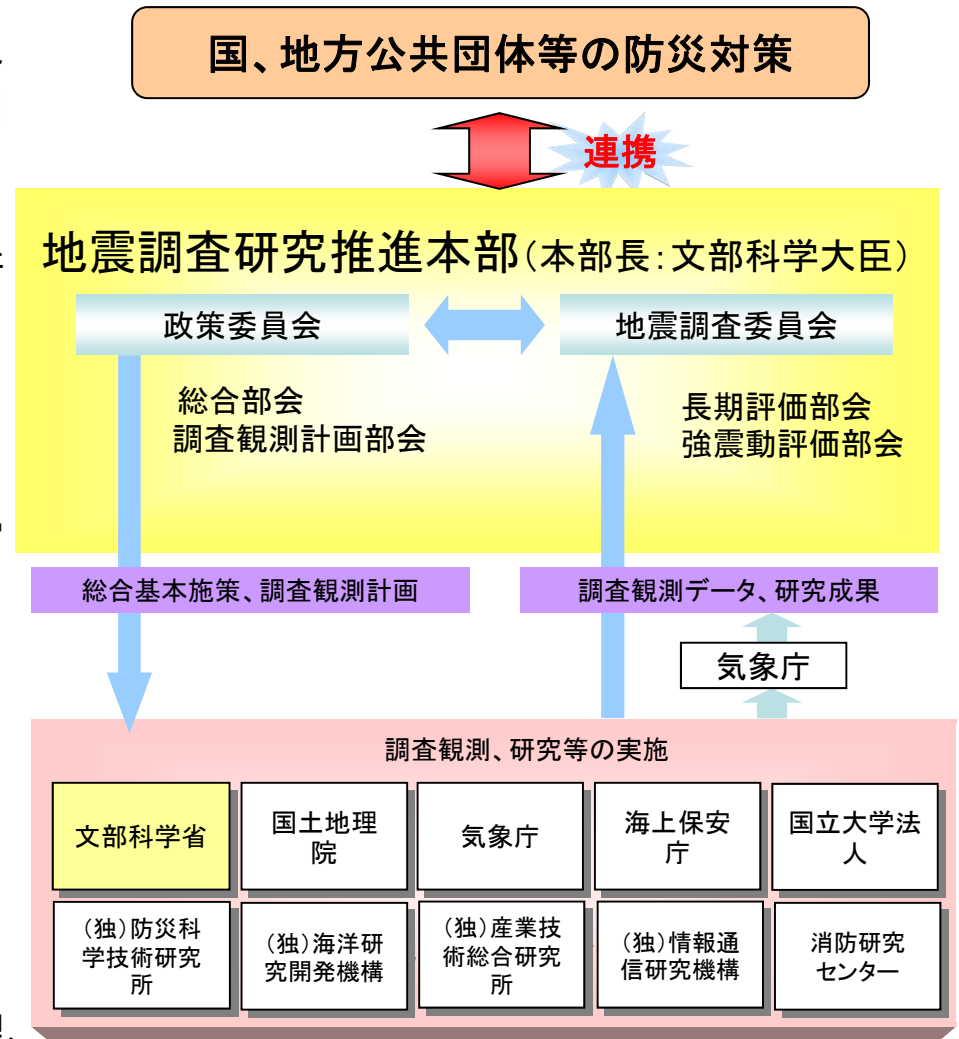 国、地方公共団体等の防災対策
連携
地震調査研究推進本部(本部長:文部科学大臣)
政策委員会
地震調査委員会
総合部会
調査観測計画部会
長期評価部会
強震動評価部会
総合基本施策、調査観測計画
調査観測データ、研究成果
気象庁
調査観測、研究等の実施
文部科学省
国土地理
院
気象庁
海上保安
庁
国立大学法
人
(独)防災科
学技術研究
所
(独)海洋研
究開発機構
(独)産業技
術総合研究
所
(独)情報通
信研究機構
消防研究
センター